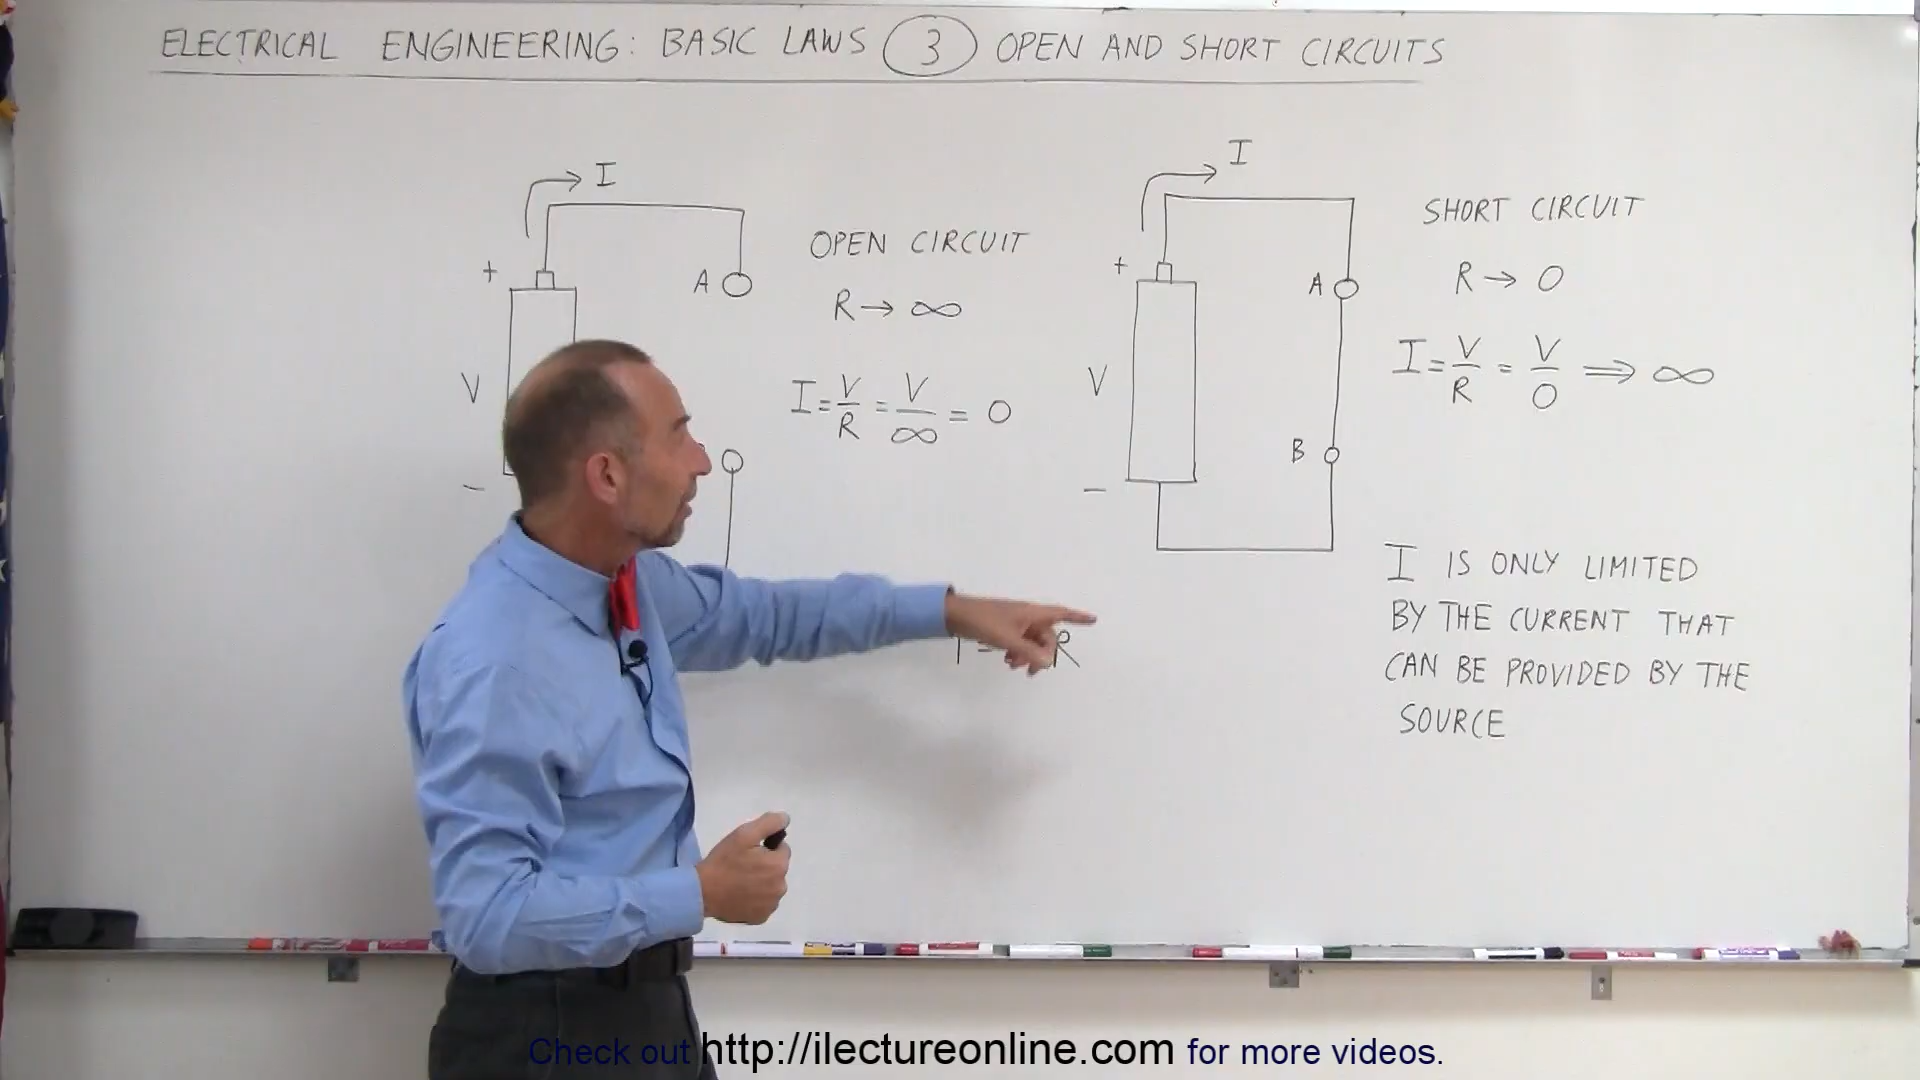 ELECTRICAL ENGINEERING: BASIC LAWS 3 OPEN AND SHORT CIRCUITS
I
+
A
V
−
OPEN CIRCUIT
R → ∞
I = V/R = V/∞ = 0
R
I
+
A
V
B
−
SHORT CIRCUIT
R → 0
I = V/R = V/0 ⟹ ∞
I IS ONLY LIMITED
BY THE CURRENT THAT
CAN BE PROVIDED BY THE
SOURCE
Check out http://ilectureonline.com for more videos.